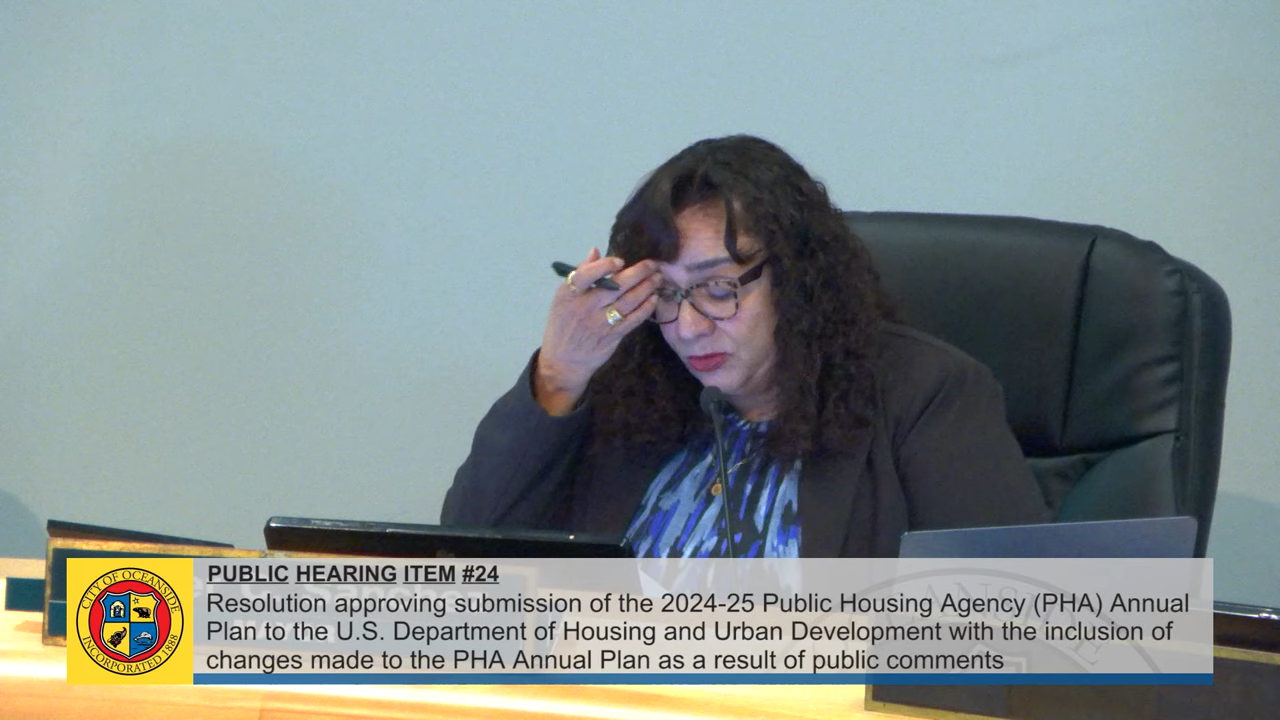 PUBLIC HEARING ITEM #24
Resolution approving submission of the 2024-25 Public Housing Agency (PHA) Annual
Plan to the U.S. Department of Housing and Urban Development with the inclusion of
changes made to the PHA Annual Plan as a result of public comments
CITY OF OCEANSIDE
INCORPORATED 1888